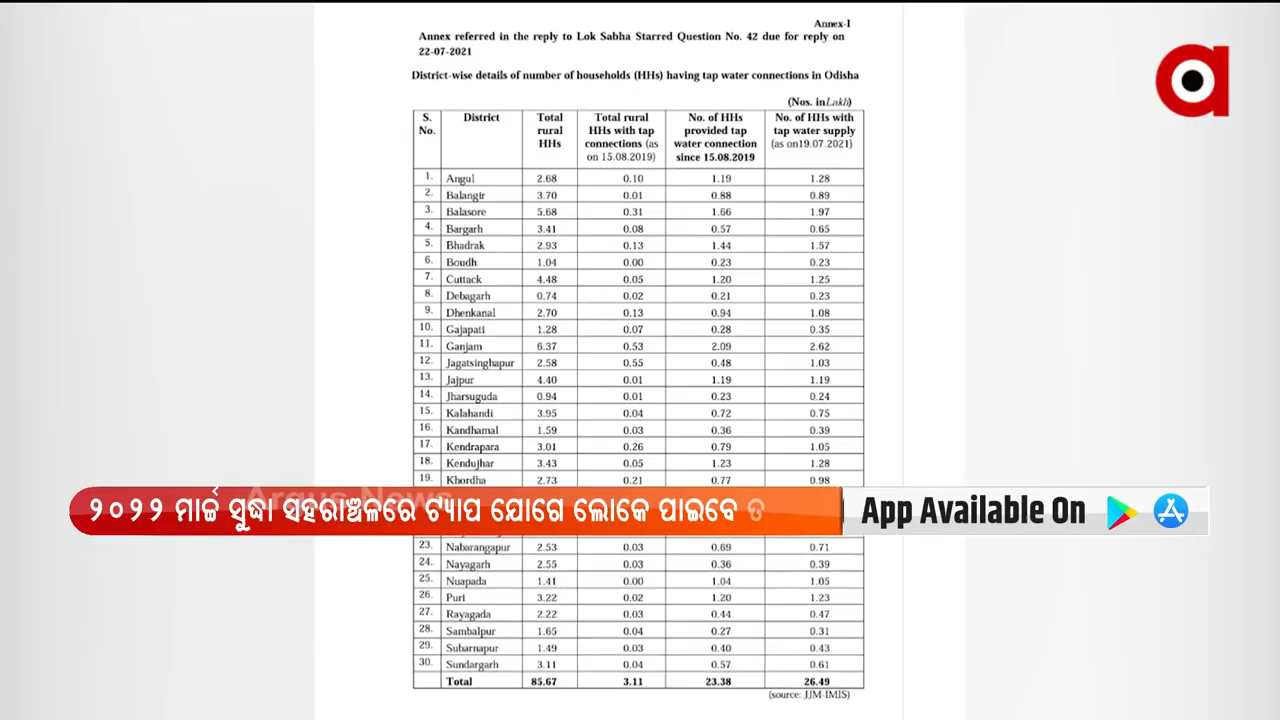 Annex-I
Annex referred in the reply to Lok Sabha Starred Question No. 42 due for reply on
22-07-2021
District-wise details of number of households (HHs) having tap water connections in Odisha
(Nos. in Lakh)
S. No. District Total rural HHs Total rural HHs with tap connections (as on 15.08.2019) No. of HHs provided tap water connection since 15.08.2019 No. of HHs with tap water supply (as on19.07.2021)
1. Angul 2.68 0.10 1.19 1.28
2. Balangir 3.70 0.01 0.88 0.89
3. Balasore 5.68 0.31 1.66 1.97
4. Bargarh 3.41 0.08 0.57 0.65
5. Bhadrak 2.93 0.13 1.44 1.57
6. Boudh 1.04 0.00 0.23 0.23
7. Cuttack 4.48 0.05 1.20 1.25
8. Debagarh 0.74 0.02 0.21 0.23
9. Dhenkanal 2.70 0.13 0.94 1.08
10. Gajapati 1.28 0.07 0.28 0.35
11. Ganjam 6.37 0.53 2.09 2.62
12. Jagatsinghapur 2.58 0.55 0.48 1.03
13. Jajpur 4.40 0.01 1.19 1.19
14. Jharsuguda 0.94 0.01 0.23 0.24
15. Kalahandi 3.95 0.04 0.72 0.75
16. Kandhamal 1.59 0.03 0.36 0.39
17. Kendrapara 3.01 0.26 0.79 1.05
18. Kendujhar 3.43 0.05 1.23 1.28
19. Khordha 2.73 0.21 0.77 0.98
Argus News
୨୦୨୨ ମାର୍ଚ୍ଚ ସୁଦ୍ଧା ସହରାଞ୍ଚଳରେ ଟ୍ୟାପ ଯୋଗେ ଲୋକେ ପାଇବେ
App Available On
23. Nabarangapur 2.53 0.03 0.69 0.71
24. Nayagarh 2.55 0.03 0.36 0.39
25. Nuapada 1.41 0.00 1.04 1.05
26. Puri 3.22 0.02 1.20 1.23
27. Rayagada 2.22 0.03 0.44 0.47
28. Sambalpur 1.65 0.04 0.27 0.31
29. Subarnapur 1.49 0.03 0.40 0.43
30. Sundargarh 3.11 0.04 0.57 0.61
Total 85.67 3.11 23.38 26.49
(source: JJM-IMIS)